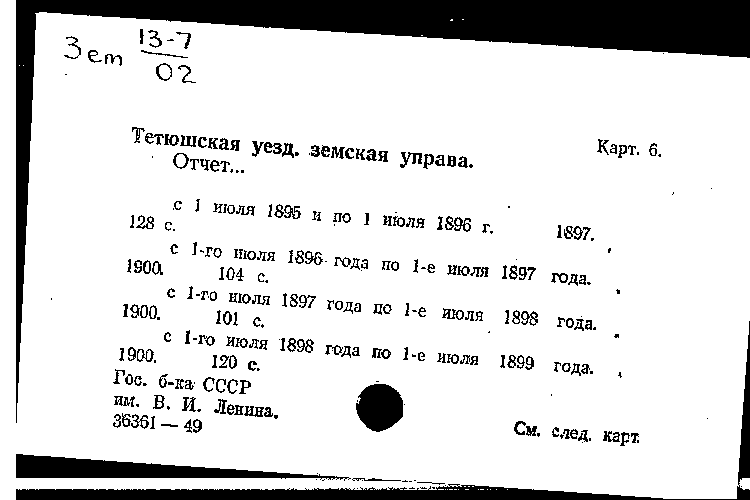 Зет 13-7
02
Тетюшская уезд. земская управа. Карт. 6.
Отчет...
с 1 июля 1895 и по 1 июля 1896 г. 1897.
128 с.
с 1-го июля 1896 года по 1-е июля 1897 года.
1900. 104 с.
с 1-го июля 1897 года по 1-е июля 1898 года.
1900. 101 с.
с 1-го июля 1898 года по 1-е июля 1899 года.
1900. 120 с.
Гос. б-ка СССР
им. В. И. Ленина.
36361 — 49
См. след. карт.